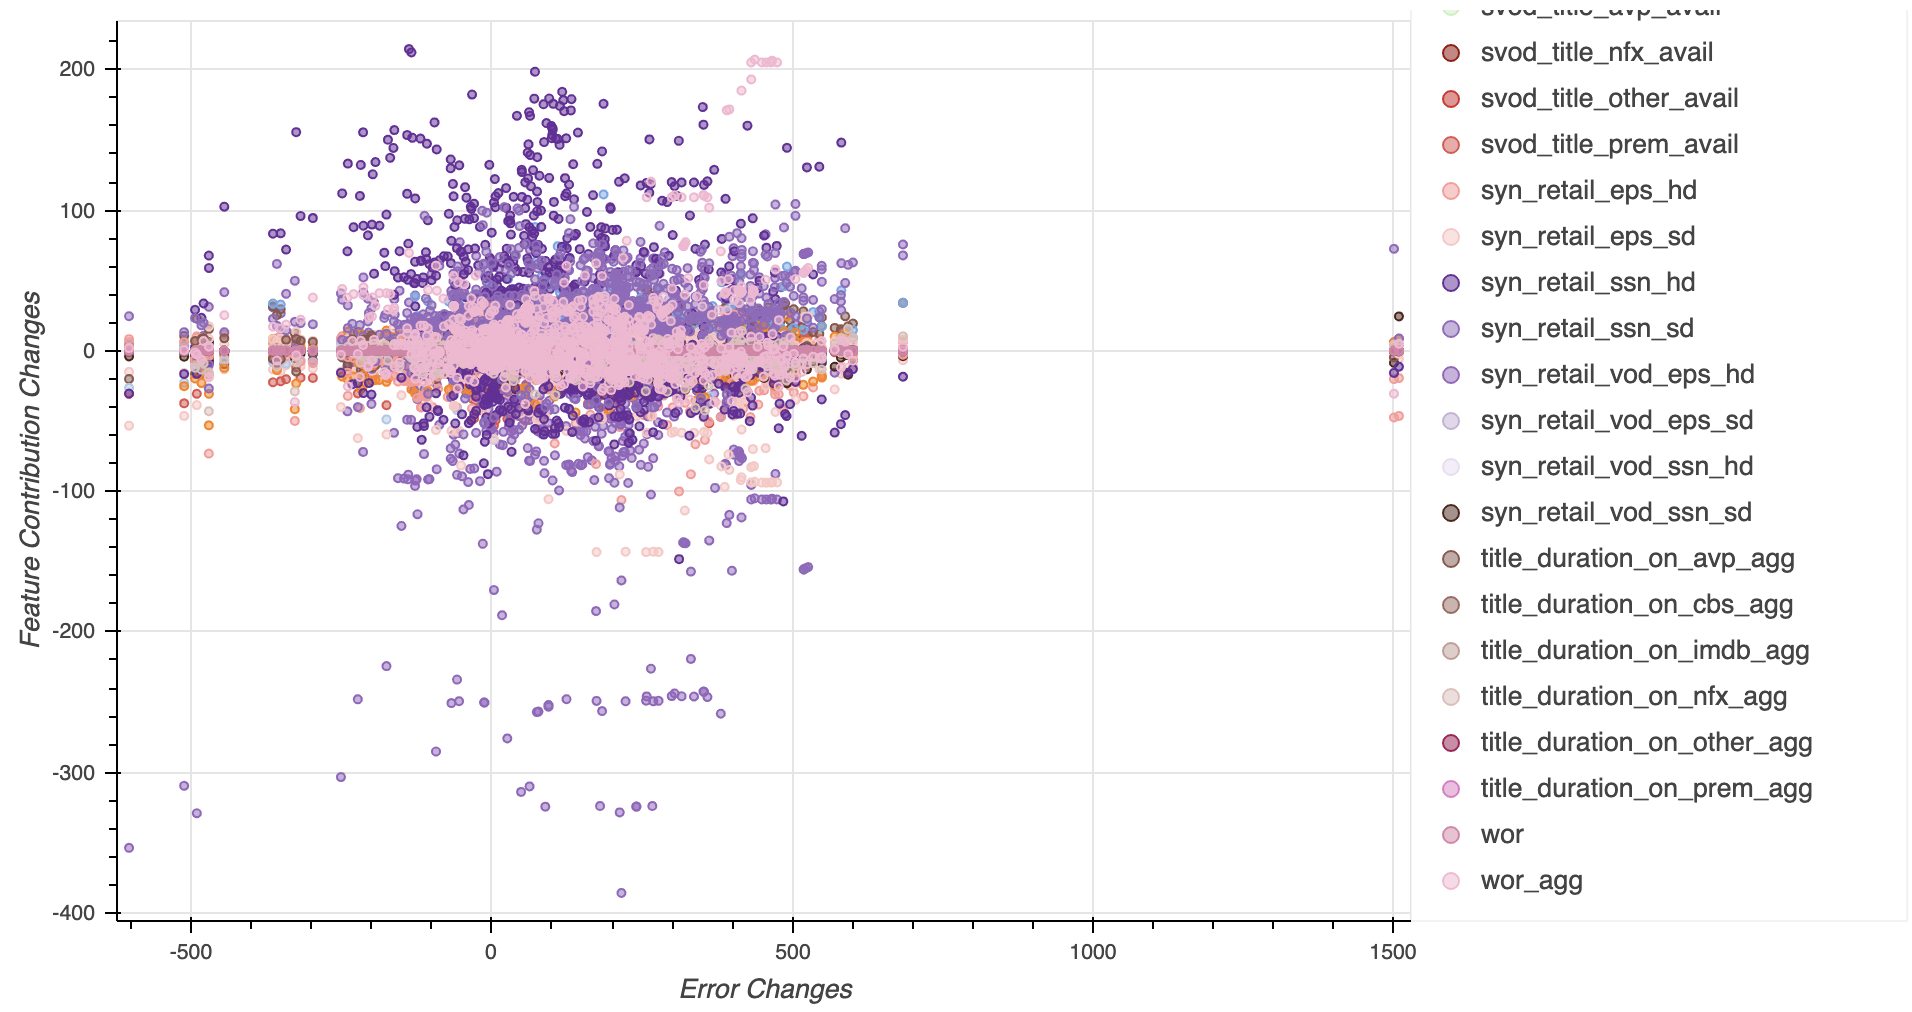 200
100
0
-100
-200
-300
-400
Feature Contribution Changes
-500
0
500
1000
1500
Error Changes
svod_title_avp_avail
svod_title_nfx_avail
svod_title_other_avail
svod_title_prem_avail
syn_retail_eps_hd
syn_retail_eps_sd
syn_retail_ssn_hd
syn_retail_ssn_sd
syn_retail_vod_eps_hd
syn_retail_vod_eps_sd
syn_retail_vod_ssn_hd
syn_retail_vod_ssn_sd
title_duration_on_avp_agg
title_duration_on_cbs_agg
title_duration_on_imdb_agg
title_duration_on_nfx_agg
title_duration_on_other_agg
title_duration_on_prem_agg
wor
wor_agg